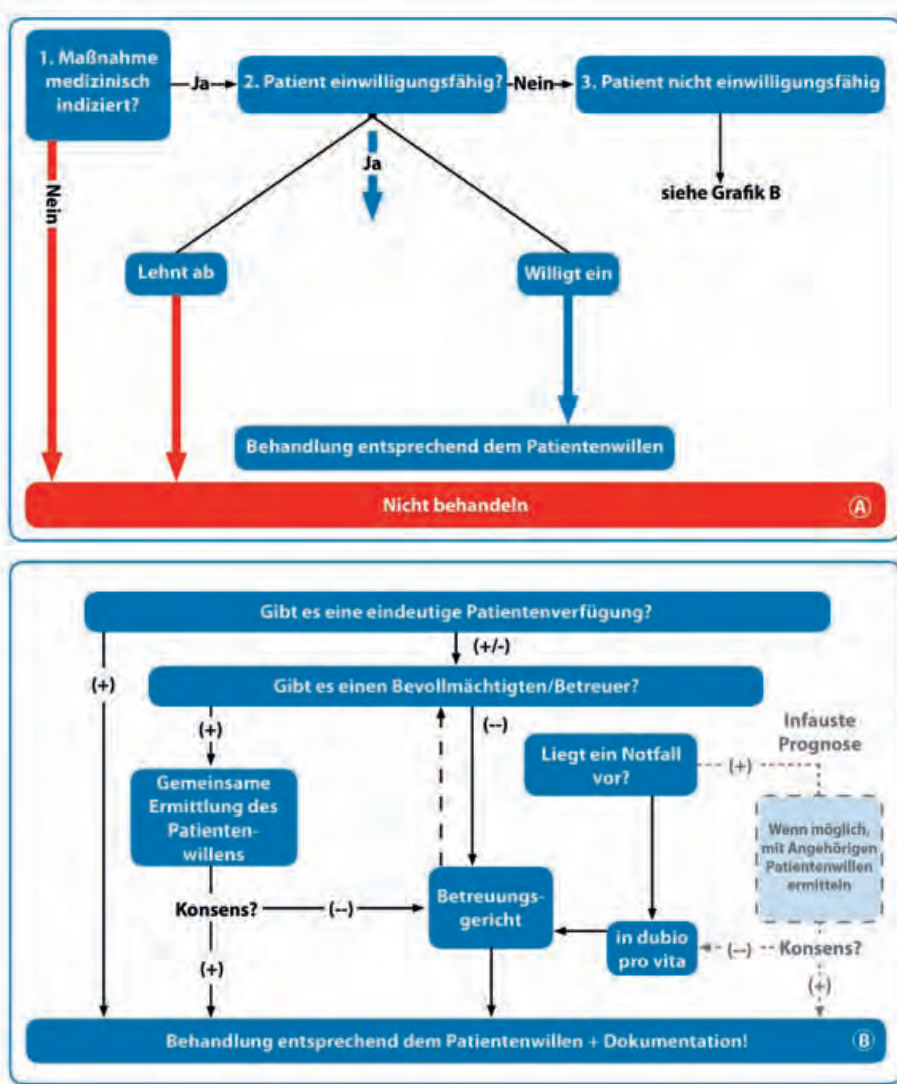 1. Maßnahme
medizinisch
indiziert?
Ja
2. Patient einwilligungsfähig?
Nein
3. Patient nicht einwilligungsfähig
Nein
Ja
siehe Grafik B
Lehnt ab
Willigt ein
Behandlung entsprechend dem Patientenwillen
Nicht behandeln
A
Gibt es eine eindeutige Patientenverfügung?
(+)
(+/-)
Gibt es einen Bevollmächtigten/Betreuer?
(+)
(--)
Infauste
Prognose
Liegt ein Notfall
vor?
(+)
Gemeinsame
Ermittlung des
Patienten-
willens
Wenn möglich,
mit Angehörigen
Patientenwillen
ermitteln
Konsens?
(--)
Betreuungs-
gericht
in dubio
pro vita
(--)
Konsens?
(+)
(+)
Behandlung entsprechend dem Patientenwillen + Dokumentation!
B